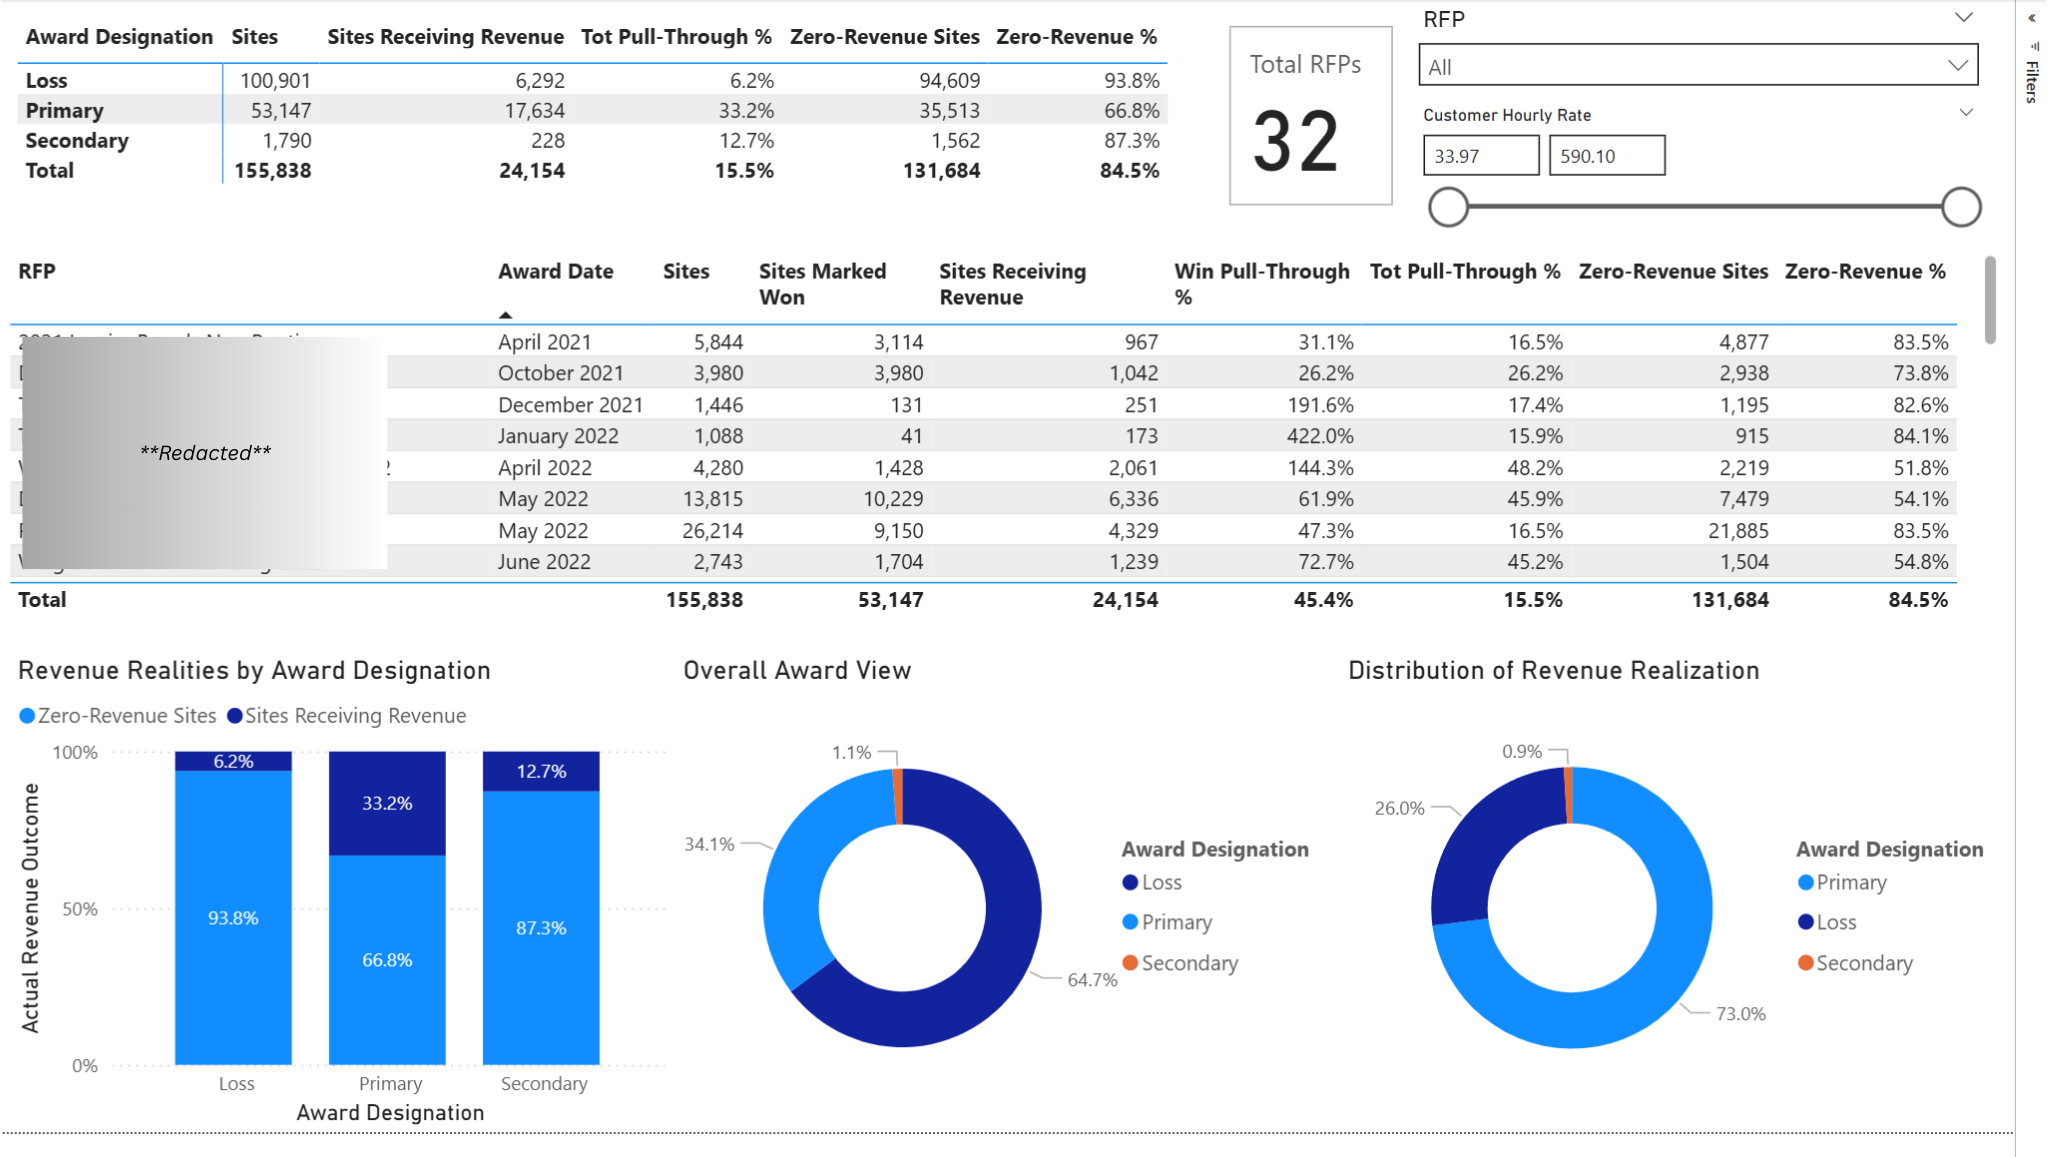 Award Designation Sites Sites Receiving Revenue Tot Pull-Through % Zero-Revenue Sites Zero-Revenue %
Loss 100,901 6,292 6.2% 94,609 93.8%
Primary 53,147 17,634 33.2% 35,513 66.8%
Secondary 1,790 228 12.7% 1,562 87.3%
Total 155,838 24,154 15.5% 131,684 84.5%
Total RFPs
32
RFP
All
Customer Hourly Rate
33.97 590.10
Filters
RFP Award Date Sites Sites Marked Won Sites Receiving Revenue Win Pull-Through % Tot Pull-Through % Zero-Revenue Sites Zero-Revenue %
April 2021 5,844 3,114 967 31.1% 16.5% 4,877 83.5%
October 2021 3,980 3,980 1,042 26.2% 26.2% 2,938 73.8%
December 2021 1,446 131 251 191.6% 17.4% 1,195 82.6%
January 2022 1,088 41 173 422.0% 15.9% 915 84.1%
**Redacted**
April 2022 4,280 1,428 2,061 144.3% 48.2% 2,219 51.8%
May 2022 13,815 10,229 6,336 61.9% 45.9% 7,479 54.1%
May 2022 26,214 9,150 4,329 47.3% 16.5% 21,885 83.5%
June 2022 2,743 1,704 1,239 72.7% 45.2% 1,504 54.8%
Total 155,838 53,147 24,154 45.4% 15.5% 131,684 84.5%
Revenue Realities by Award Designation
Zero-Revenue Sites Sites Receiving Revenue
Actual Revenue Outcome
100%
50%
0%
6.2% 33.2% 12.7%
93.8% 66.8% 87.3%
Loss Primary Secondary
Award Designation
Overall Award View
1.1%
34.1%
64.7%
Award Designation
Loss
Primary
Secondary
Distribution of Revenue Realization
0.9%
26.0%
73.0%
Award Designation
Primary
Loss
Secondary